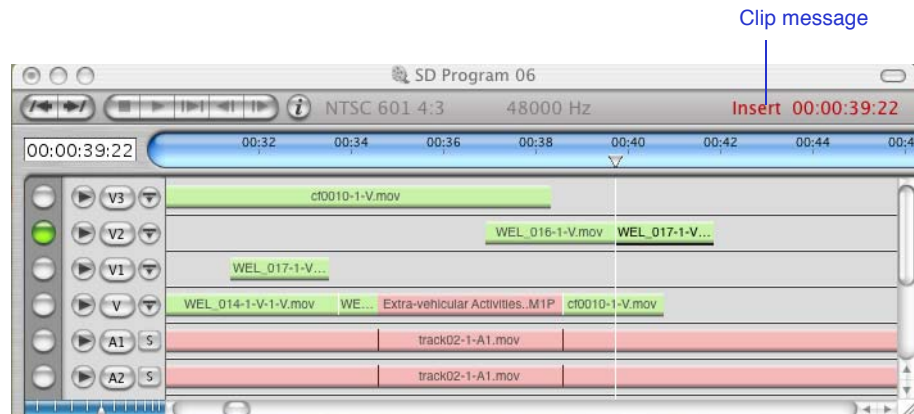 Clip message
SD Program 06
NTSC 601 4:3 48000 Hz Insert 00:00:39:22
00:00:39:22 00:32 00:34 00:36 00:38 00:40 00:42 00:44 00:4
V3 cf0010-1-V.mov
V2 WEL_016-1-V.mov WEL_017-1-V...
V1 WEL_017-1-V...
V WEL_014-1-V-1-V.mov WE... Extra-vehicular Activities..M1P cf0010-1-V.mov
A1 S track02-1-A1.mov
A2 S track02-1-A1.mov